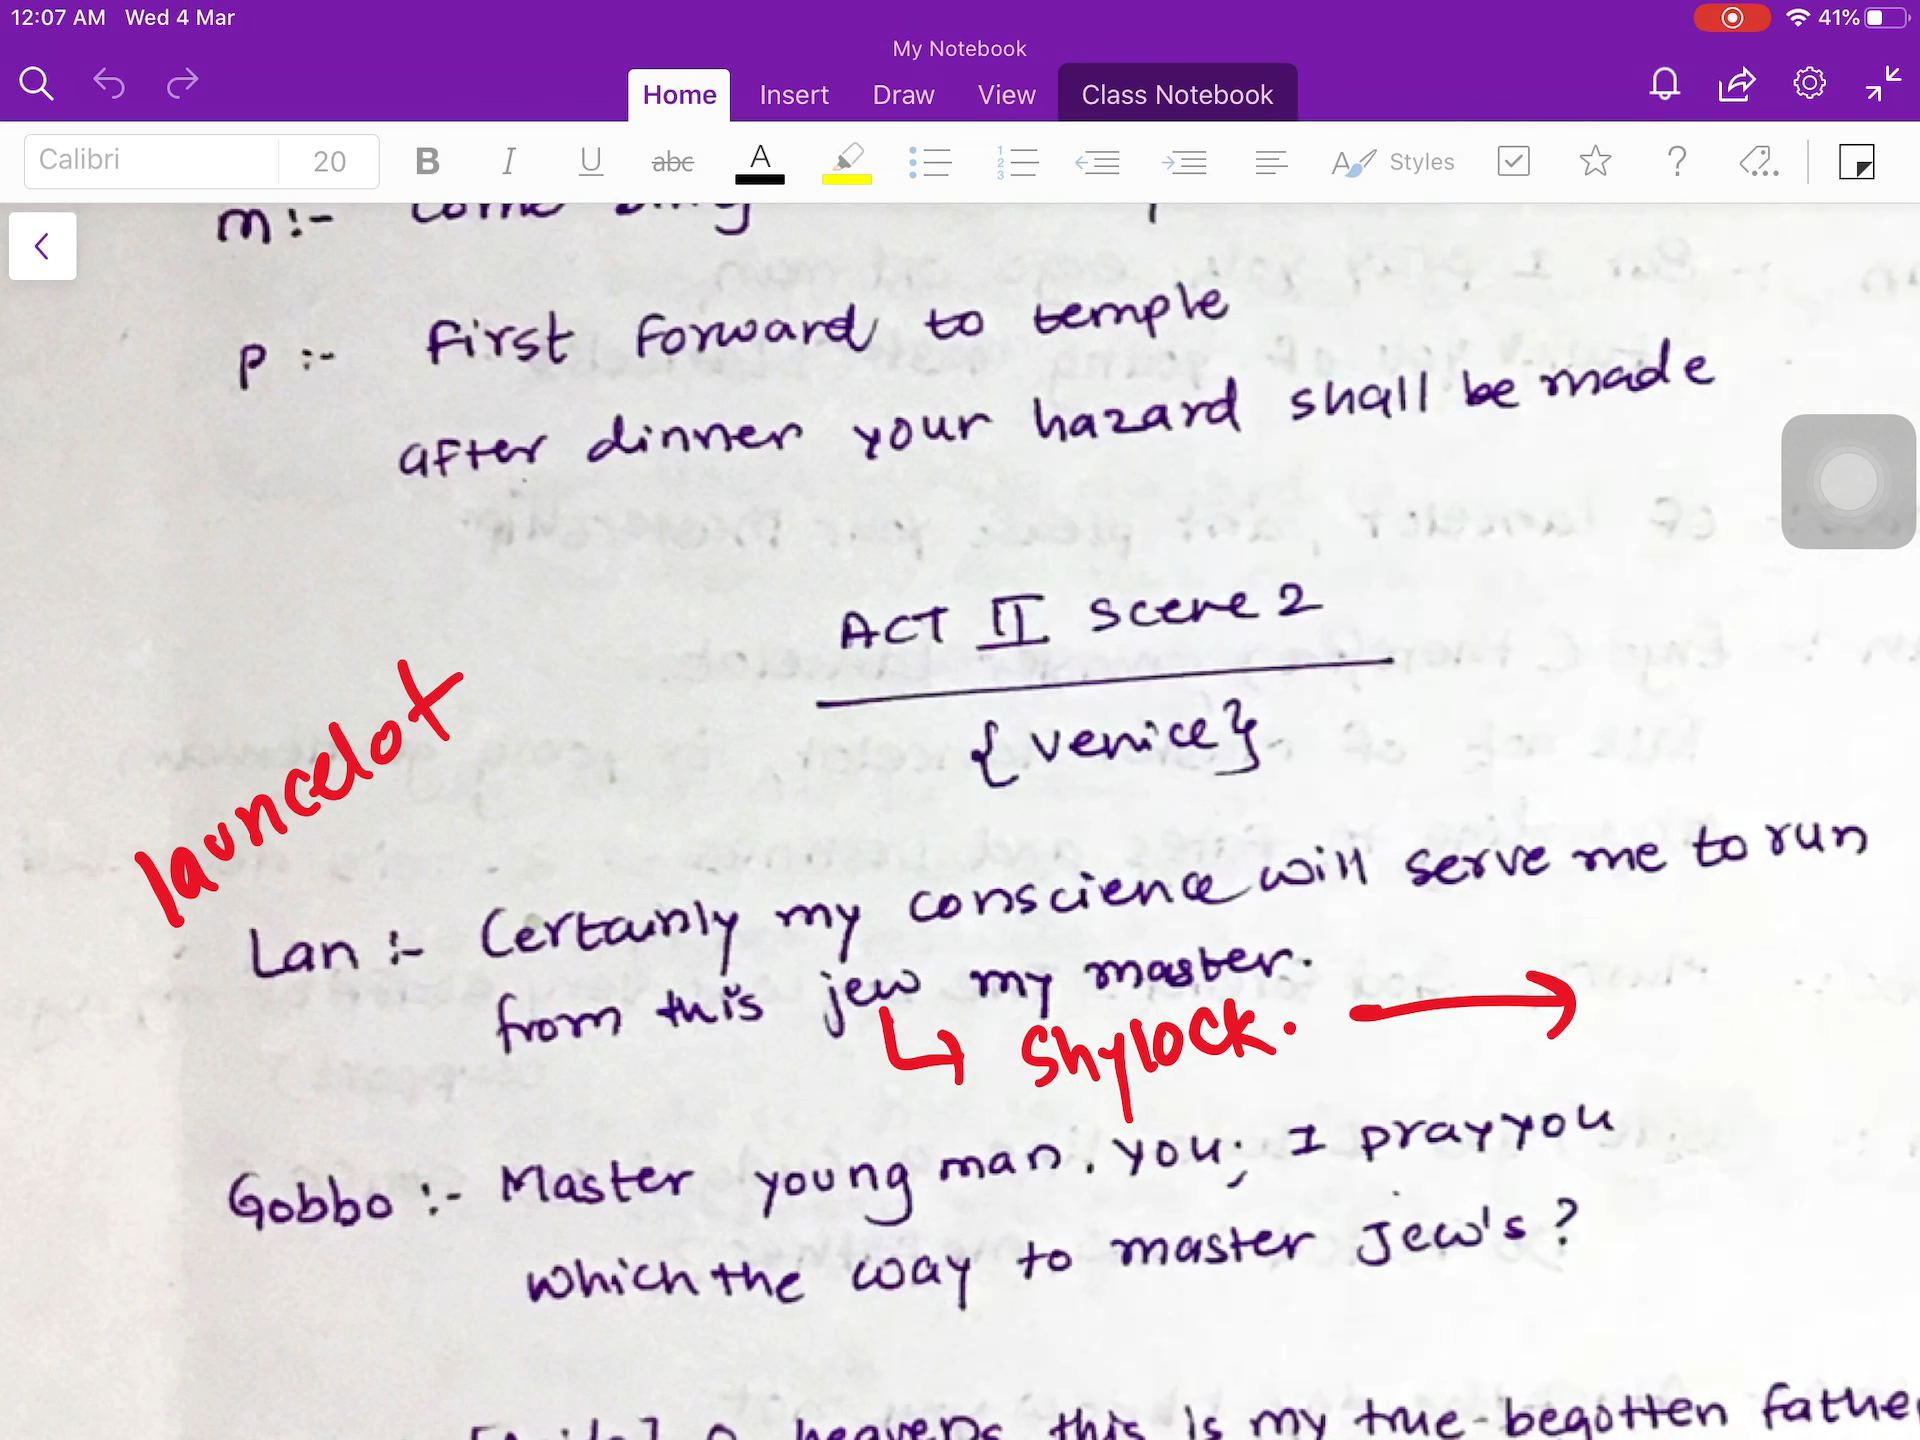 12:07 AM Wed 4 Mar
41%
My Notebook
Home Insert Draw View Class Notebook
Calibri 20 B I U abc A Styles
m:- come
P :- first forward to temple
after dinner your hazard shall be made
ACT II scene 2
{venice}
launcelot
Lan :- Certainly my conscience will serve me to run
from this jew my master.
↳ Shylock. →
Gobbo :- Master young man. you; I pray you
which the way to master Jew's?
O heavens this is my true-begotten